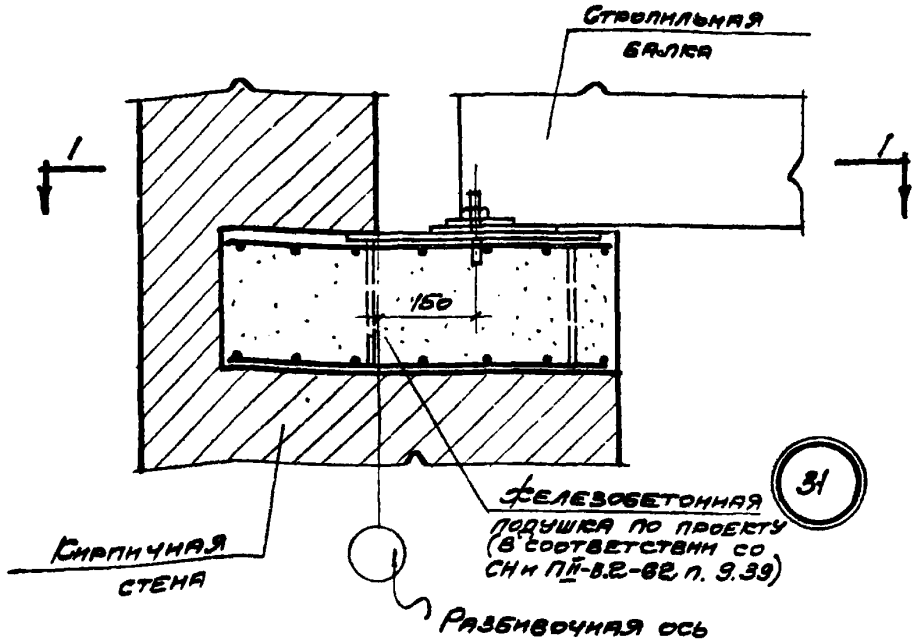 Стропильная
балка
1
1
150
31
Железобетонная
подушка по проекту
(в соответствии со
СНиП II-В.2-62 п. 9.39)
Кирпичная
стена
Разбивочная ось